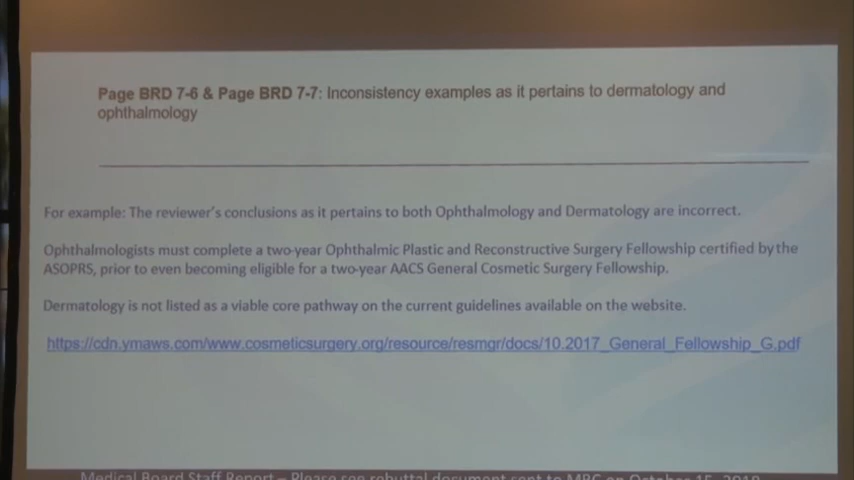 Page BRD 7-6 & Page BRD 7-7: Inconsistency examples as it pertains to dermatology and
ophthalmology
For example: The reviewer's conclusions as it pertains to both Ophthalmology and Dermatology are incorrect.
Ophthalmologists must complete a two-year Ophthalmic Plastic and Reconstructive Surgery Fellowship certified by the
ASOPRS, prior to even becoming eligible for a two-year AACS General Cosmetic Surgery Fellowship.
Dermatology is not listed as a viable core pathway on the current guidelines available on the website.
https://cdn.ymaws.com/www.cosmeticsurgery.org/resource/resmgr/docs/10.2017_General_Fellowship_G.pdf
Medical Board Staff Report – Please see rebuttal document sent to MBC on October 15, 2019